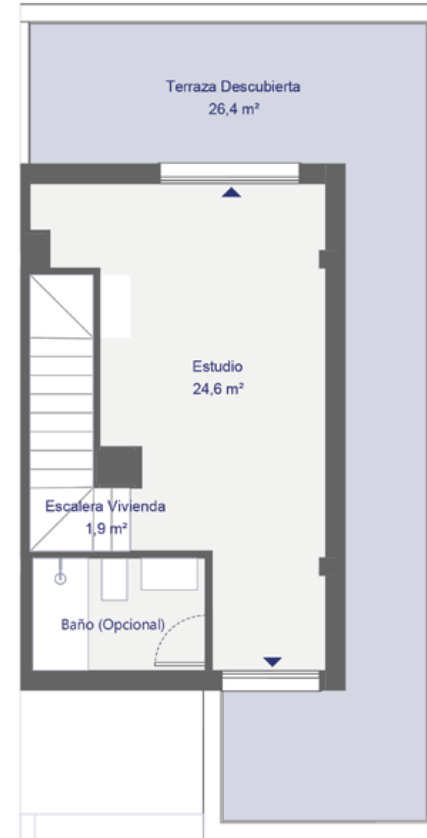 Terraza Descubierta
26,4 m²
Estudio
24,6 m²
Escalera Vivienda
1,9 m²
Baño (Opcional)